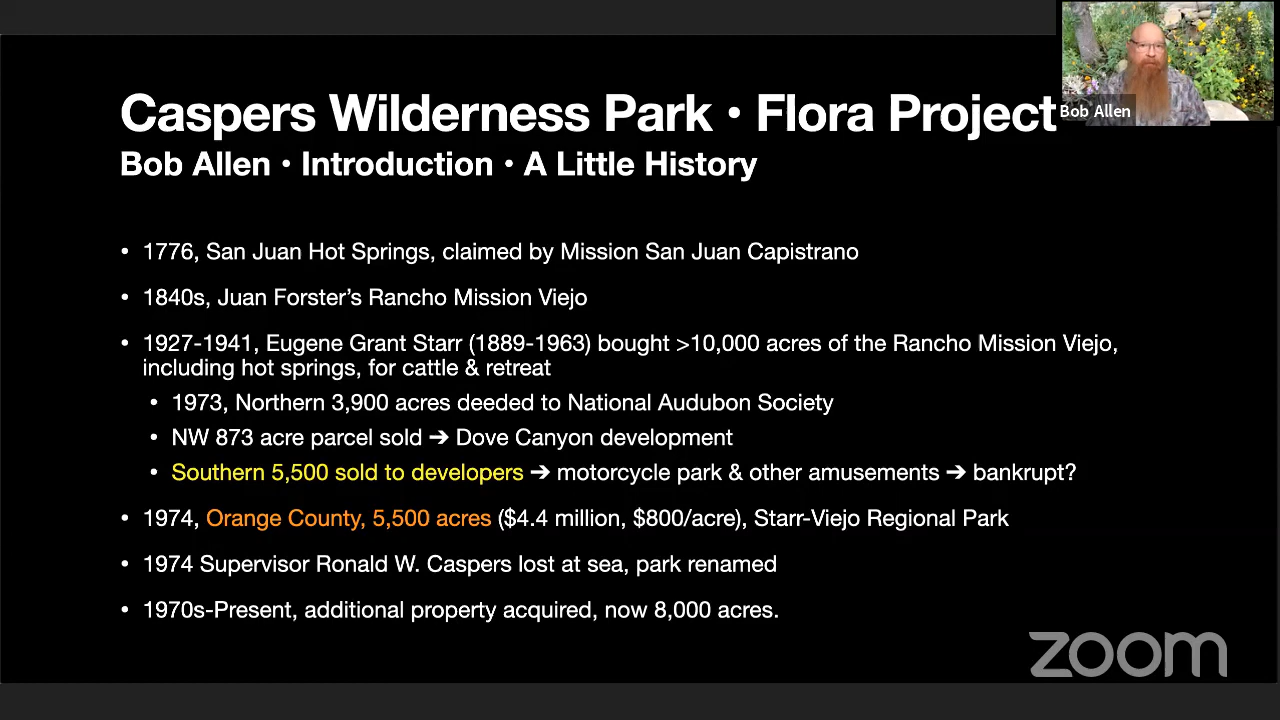 Caspers Wilderness Park • Flora Project
Bob Allen
Bob Allen • Introduction • A Little History
• 1776, San Juan Hot Springs, claimed by Mission San Juan Capistrano
• 1840s, Juan Forster’s Rancho Mission Viejo
• 1927-1941, Eugene Grant Starr (1889-1963) bought >10,000 acres of the Rancho Mission Viejo,
including hot springs, for cattle & retreat
• 1973, Northern 3,900 acres deeded to National Audubon Society
• NW 873 acre parcel sold ➔ Dove Canyon development
• Southern 5,500 sold to developers ➔ motorcycle park & other amusements ➔ bankrupt?
• 1974, Orange County, 5,500 acres ($4.4 million, $800/acre), Starr-Viejo Regional Park
• 1974 Supervisor Ronald W. Caspers lost at sea, park renamed
• 1970s-Present, additional property acquired, now 8,000 acres.
zoom